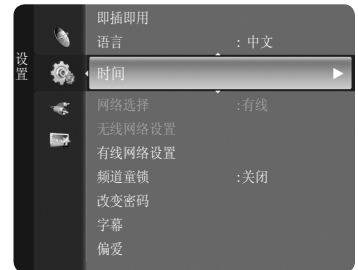 设置
即插即用
语言 : 中文
时间
网络选择 :有线
无线网络设置
有线网络设置
频道童锁 :关闭
改变密码
字幕
偏爱